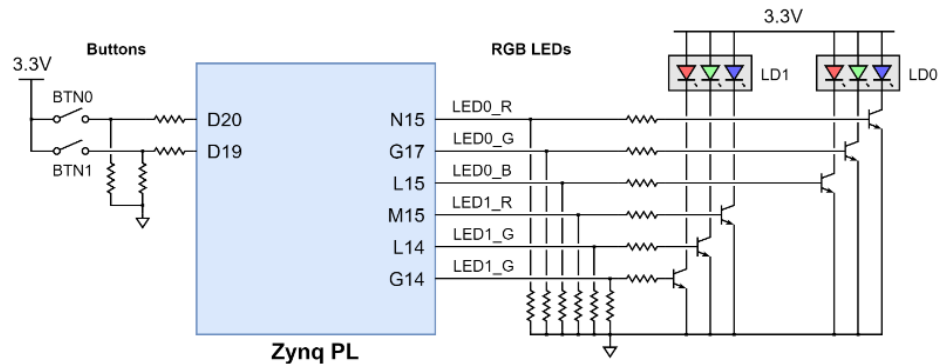 3.3V
Buttons
RGB LEDs
3.3V
LD1
LD0
BTN0
BTN1
D20
D19
N15
G17
L15
M15
L14
G14
LED0_R
LED0_G
LED0_B
LED1_R
LED1_G
LED1_G
Zynq PL